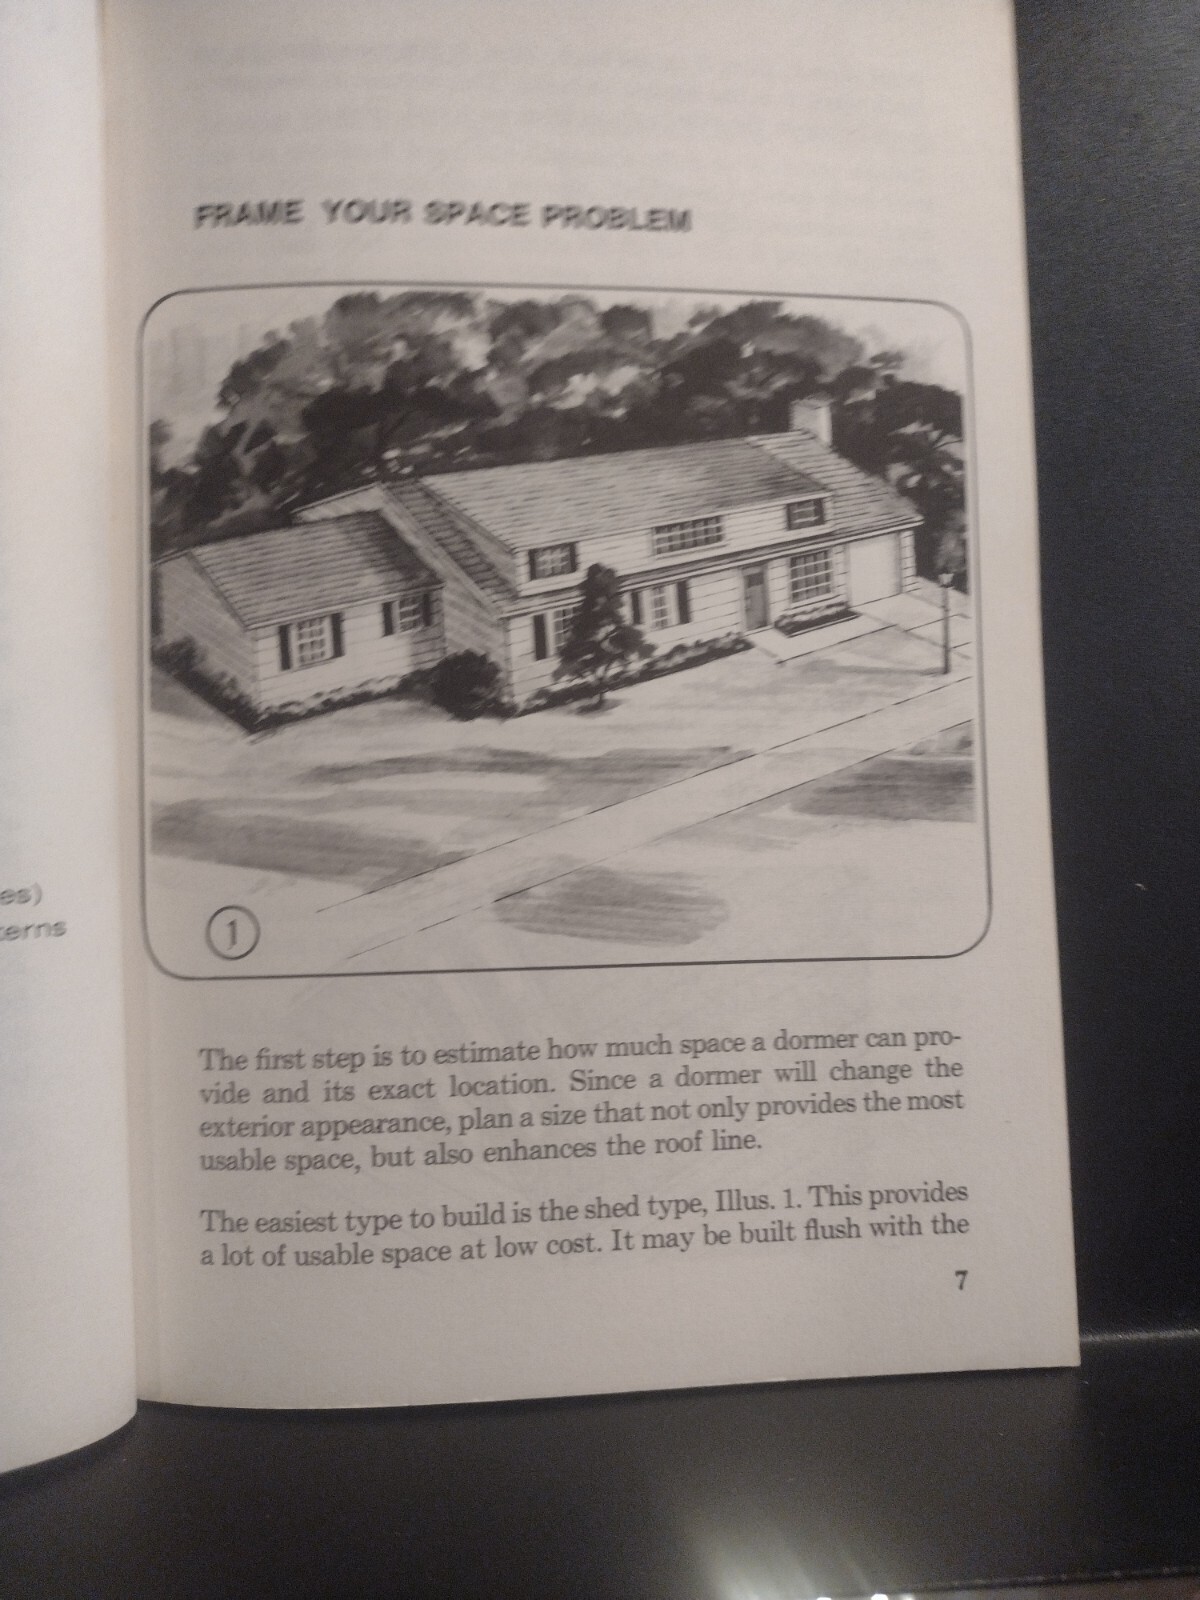 es)
terns
FRAME YOUR SPACE PROBLEM
1
The first step is to estimate how much space a dormer can pro-
vide and its exact location. Since a dormer will change the
exterior appearance, plan a size that not only provides the most
usable space, but also enhances the roof line.
The easiest type to build is the shed type, Illus. 1. This provides
a lot of usable space at low cost. It may be built flush with the
7